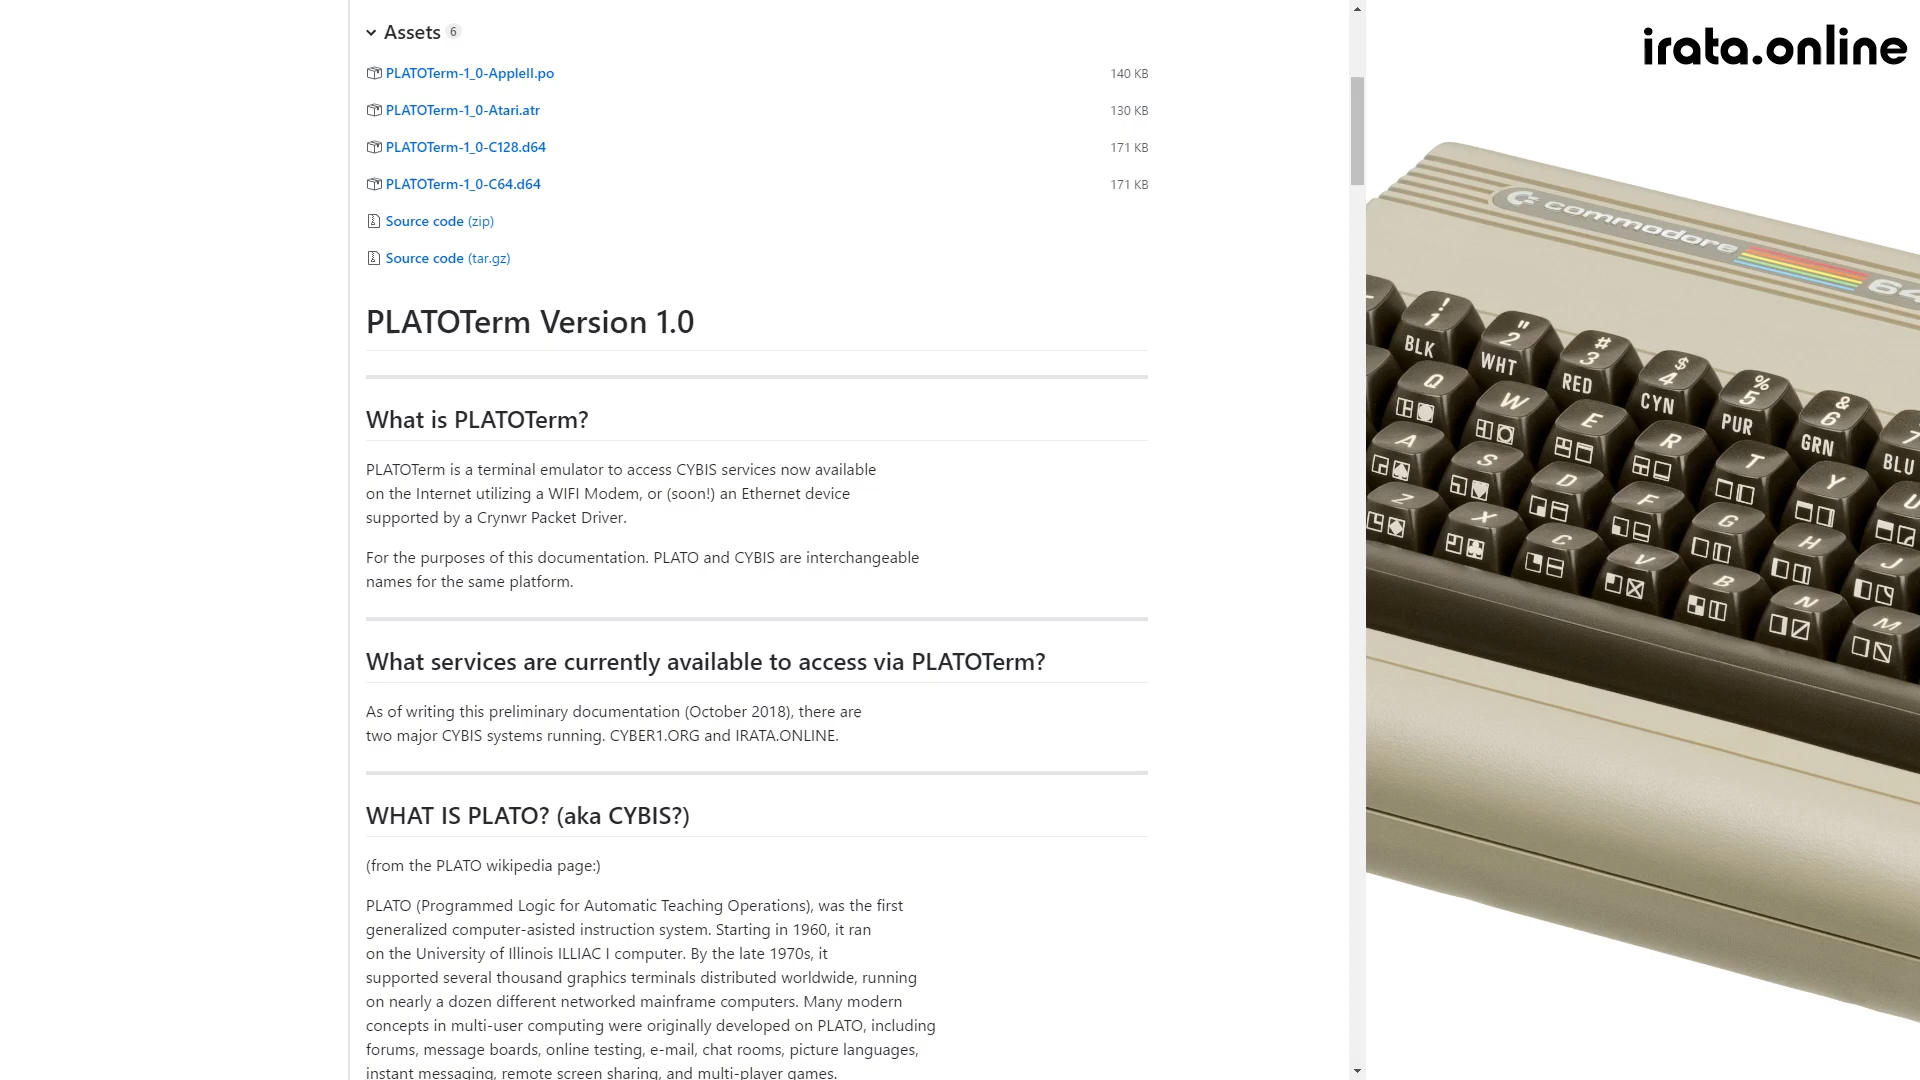 irata.online
Assets 6
PLATOTerm-1_0-AppleII.po 140 KB
PLATOTerm-1_0-Atari.atr 130 KB
PLATOTerm-1_0-C128.d64 171 KB
PLATOTerm-1_0-C64.d64 171 KB
Source code (zip)
Source code (tar.gz)
PLATOTerm Version 1.0
What is PLATOTerm?
PLATOTerm is a terminal emulator to access CYBIS services now available
on the Internet utilizing a WIFI Modem, or (soon!) an Ethernet device
supported by a Crynwr Packet Driver.
For the purposes of this documentation. PLATO and CYBIS are interchangeable
names for the same platform.
What services are currently available to access via PLATOTerm?
As of writing this preliminary documentation (October 2018), there are
two major CYBIS systems running. CYBER1.ORG and IRATA.ONLINE.
WHAT IS PLATO? (aka CYBIS?)
(from the PLATO wikipedia page:)
PLATO (Programmed Logic for Automatic Teaching Operations), was the first
generalized computer-asisted instruction system. Starting in 1960, it ran
on the University of Illinois ILLIAC I computer. By the late 1970s, it
supported several thousand graphics terminals distributed worldwide, running
on nearly a dozen different networked mainframe computers. Many modern
concepts in multi-user computing were originally developed on PLATO, including
forums, message boards, online testing, e-mail, chat rooms, picture languages,
instant messaging, remote screen sharing, and multi-player games.
commodore 64
! " # $ % &
1 2 3 4 5 6 7
BLK WHT RED CYN PUR GRN BLU
Q W E R T Y U
A S D F G H J
Z X C V B N M